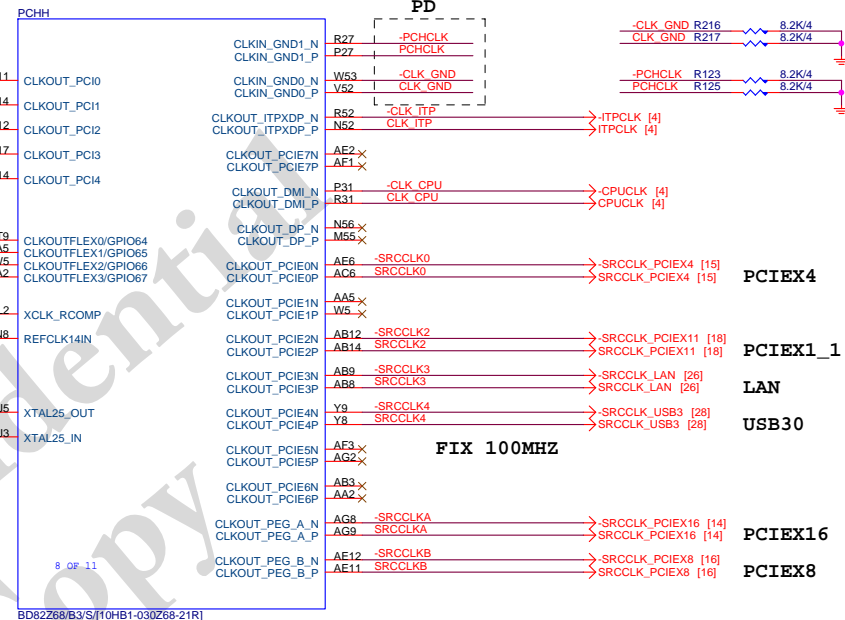 PCHH
PD
CLKIN_GND1_N R27 -PCHCLK
CLKIN_GND1_P P27 PCHCLK
-CLK_GND R216 8.2K/4
CLK_GND R217 8.2K/4
CLKOUT_PCI0
CLKIN_GND0_N W53 -CLK_GND
CLKIN_GND0_P V52 CLK_GND
-PCHCLK R123 8.2K/4
PCHCLK R125 8.2K/4
CLKOUT_PCI1
CLKOUT_ITPXDP_N R52 -CLK_ITP -ITPCLK [4]
CLKOUT_ITPXDP_P N52 CLK_ITP ITPCLK [4]
CLKOUT_PCI2
CLKOUT_PCI3
CLKOUT_PCIE7N AE2
CLKOUT_PCIE7P AF1
CLKOUT_PCI4
CLKOUT_DMI_N P31 -CLK_CPU -CPUCLK [4]
CLKOUT_DMI_P R31 CLK_CPU CPUCLK [4]
CLKOUT_DP_N N56
CLKOUT_DP_P M55
CLKOUTFLEX0/GPIO64
CLKOUTFLEX1/GPIO65
CLKOUTFLEX2/GPIO66
CLKOUTFLEX3/GPIO67
CLKOUT_PCIE0N AE6 -SRCCLK0 -SRCCLK_PCIEX4 [15]
CLKOUT_PCIE0P AC6 SRCCLK0 SRCCLK_PCIEX4 [15] PCIEX4
CLKOUT_PCIE1N AA5
CLKOUT_PCIE1P W5
XCLK_RCOMP
REFCLK14IN
CLKOUT_PCIE2N AB12 -SRCCLK2 -SRCCLK_PCIEX11 [18]
CLKOUT_PCIE2P AB14 SRCCLK2 SRCCLK_PCIEX11 [18] PCIEX1_1
CLKOUT_PCIE3N AB9 -SRCCLK3 -SRCCLK_LAN [26]
CLKOUT_PCIE3P AB8 SRCCLK3 SRCCLK_LAN [26] LAN
XTAL25_OUT
CLKOUT_PCIE4N Y9 -SRCCLK4 -SRCCLK_USB3 [28]
CLKOUT_PCIE4P Y8 SRCCLK4 SRCCLK_USB3 [28] USB30
XTAL25_IN
CLKOUT_PCIE5N AF3
CLKOUT_PCIE5P AG2
FIX 100MHZ
CLKOUT_PCIE6N AB3
CLKOUT_PCIE6P AA2
CLKOUT_PEG_A_N AG8 -SRCCLKA -SRCCLK_PCIEX16 [14]
CLKOUT_PEG_A_P AG9 SRCCLKA SRCCLK_PCIEX16 [14] PCIEX16
CLKOUT_PEG_B_N AE12 -SRCCLKB -SRCCLK_PCIEX8 [16]
CLKOUT_PEG_B_P AE11 SRCCLKB SRCCLK_PCIEX8 [16] PCIEX8
8 OF 11
BD82Z68/B3/S/[10HB1-030Z68-21R]
Copy